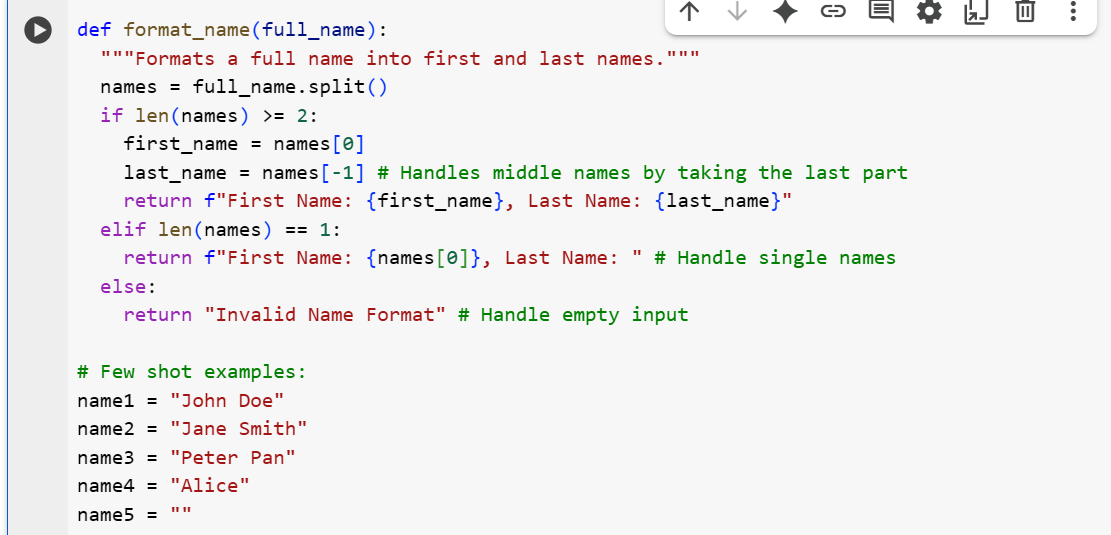 def format_name(full_name):
  """Formats a full name into first and last names."""
  names = full_name.split()
  if len(names) >= 2:
    first_name = names[0]
    last_name = names[-1] # Handles middle names by taking the last part
    return f"First Name: {first_name}, Last Name: {last_name}"
  elif len(names) == 1:
    return f"First Name: {names[0]}, Last Name: " # Handle single names
  else:
    return "Invalid Name Format" # Handle empty input

# Few shot examples:
name1 = "John Doe"
name2 = "Jane Smith"
name3 = "Peter Pan"
name4 = "Alice"
name5 = ""